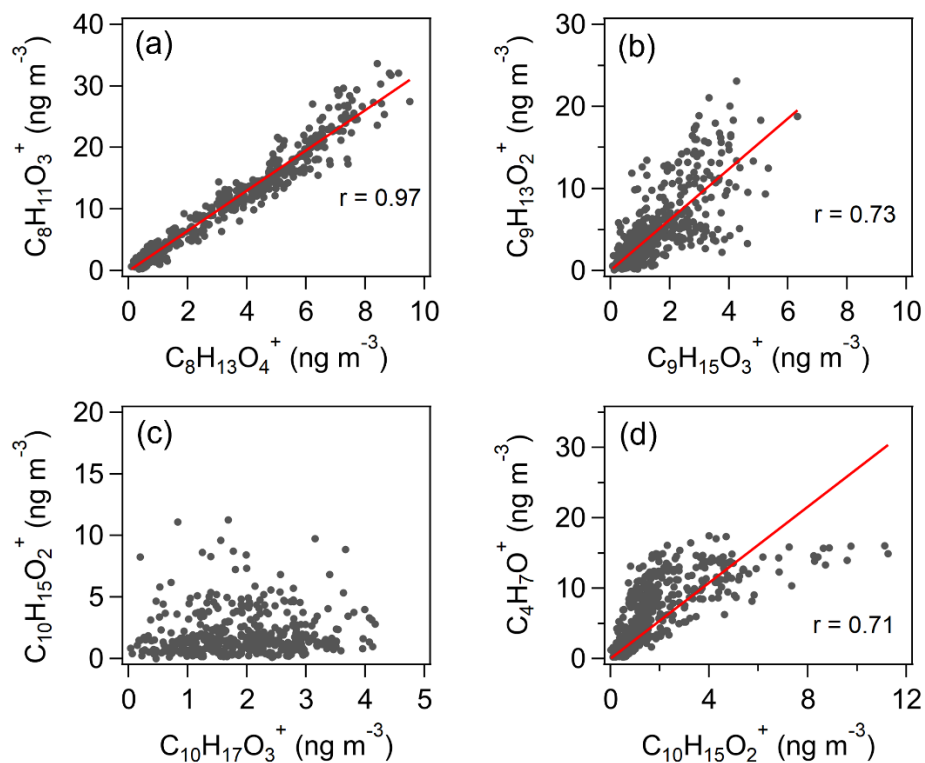 (a)
C₈H₁₁O₃⁺ (ng m⁻³)
40
30
20
10
0
r = 0.97
0 2 4 6 8 10
C₈H₁₃O₄⁺ (ng m⁻³)
(b)
C₉H₁₃O₂⁺ (ng m⁻³)
30
20
10
0
r = 0.73
0 2 4 6 8 10
C₉H₁₅O₃⁺ (ng m⁻³)
(c)
C₁₀H₁₅O₂⁺ (ng m⁻³)
20
15
10
5
0
0 1 2 3 4 5
C₁₀H₁₇O₃⁺ (ng m⁻³)
(d)
C₄H₇O⁺ (ng m⁻³)
30
20
10
0
r = 0.71
0 4 8 12
C₁₀H₁₅O₂⁺ (ng m⁻³)